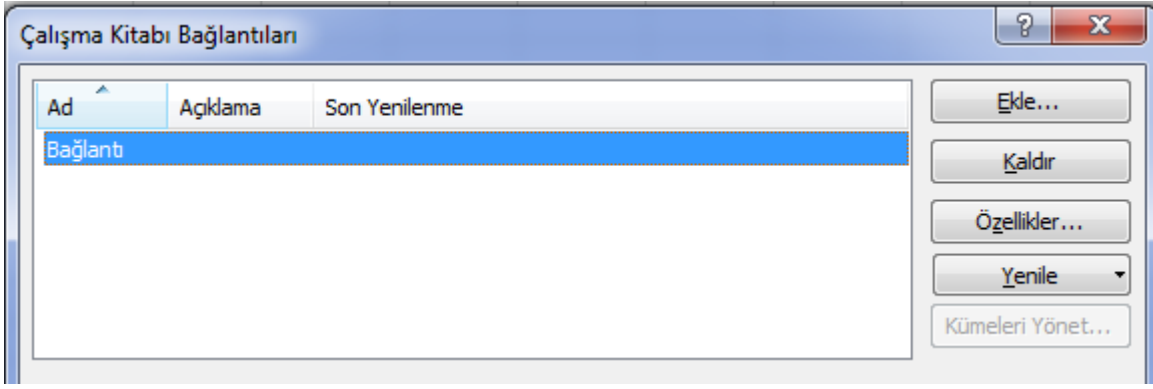 Çalışma Kitabı Bağlantıları
?
X
Ad Açıklama Son Yenilenme
Bağlantı
Ekle...
Kaldır
Özellikler...
Yenile
Kümeleri Yönet...